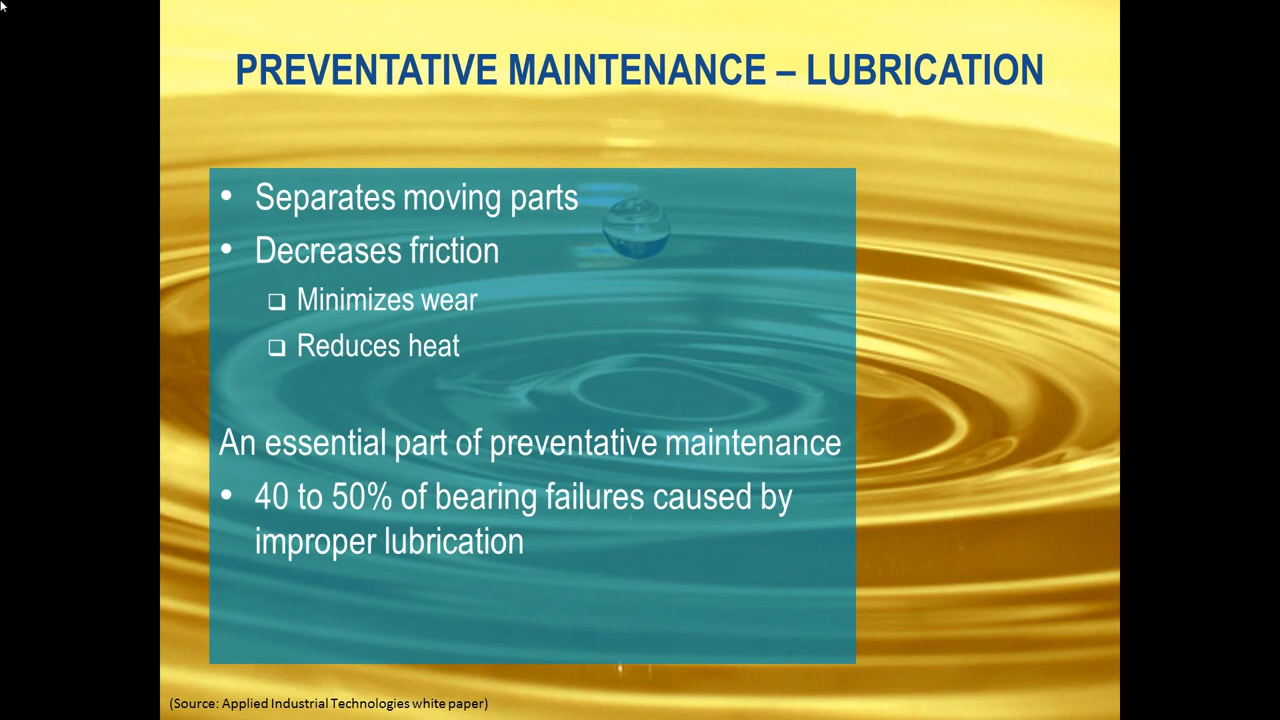 PREVENTATIVE MAINTENANCE – LUBRICATION
• Separates moving parts
• Decreases friction
❑ Minimizes wear
❑ Reduces heat
An essential part of preventative maintenance
• 40 to 50% of bearing failures caused by
improper lubrication
(Source: Applied Industrial Technologies white paper)